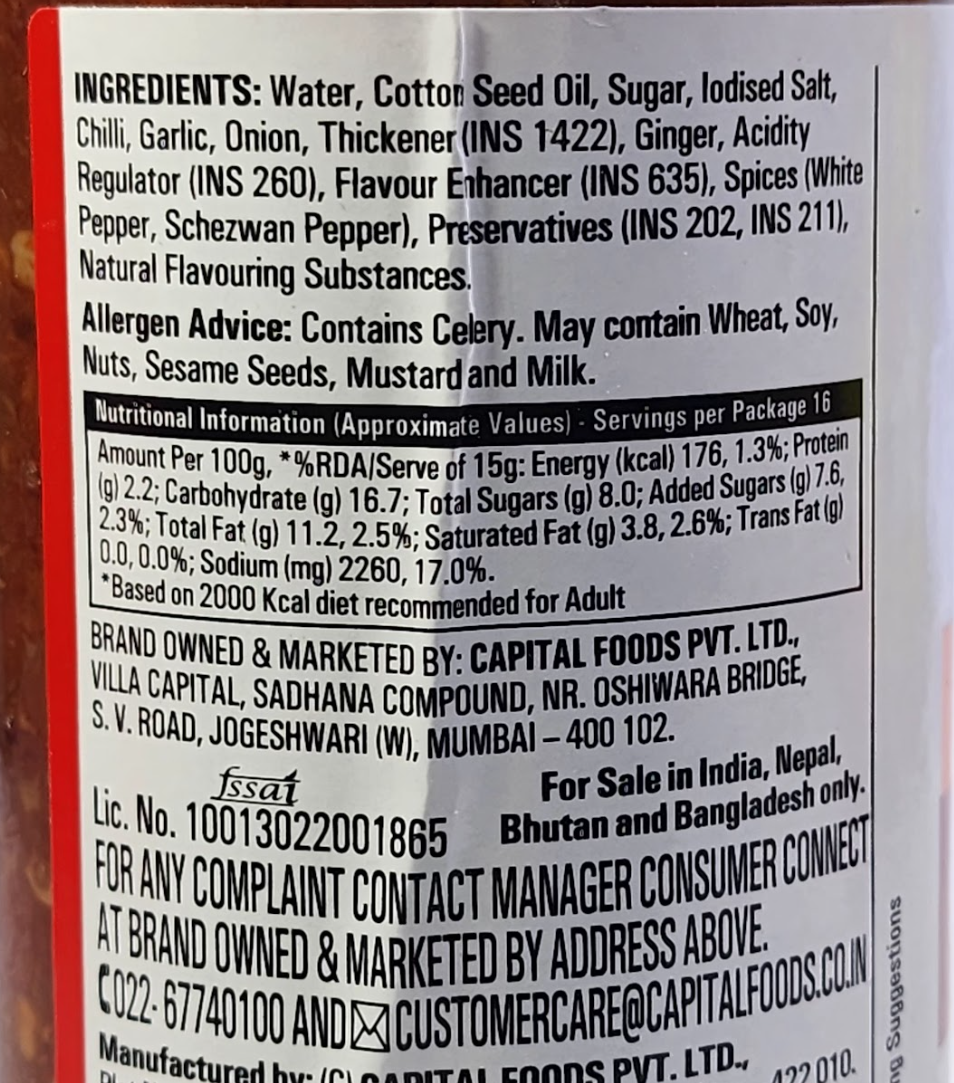 INGREDIENTS: Water, Cotton Seed Oil, Sugar, Iodised Salt,
Chilli, Garlic, Onion, Thickener (INS 1422), Ginger, Acidity
Regulator (INS 260), Flavour Enhancer (INS 635), Spices (White
Pepper, Schezwan Pepper), Preservatives (INS 202, INS 211),
Natural Flavouring Substances.
Allergen Advice: Contains Celery. May contain Wheat, Soy,
Nuts, Sesame Seeds, Mustard and Milk.
Nutritional Information (Approximate Values) - Servings per Package 16
Amount Per 100g, *%RDA/Serve of 15g: Energy (kcal) 176, 1.3%; Protein
(g) 2.2; Carbohydrate (g) 16.7; Total Sugars (g) 8.0; Added Sugars (g) 7.6,
2.3%; Total Fat (g) 11.2, 2.5%; Saturated Fat (g) 3.8, 2.6%; Trans Fat (g)
0.0, 0.0%; Sodium (mg) 2260, 17.0%.
*Based on 2000 Kcal diet recommended for Adult
BRAND OWNED & MARKETED BY: CAPITAL FOODS PVT. LTD.,
VILLA CAPITAL, SADHANA COMPOUND, NR. OSHIWARA BRIDGE,
S. V. ROAD, JOGESHWARI (W), MUMBAI – 400 102.
fssai
Lic. No. 10013022001865
For Sale in India, Nepal,
Bhutan and Bangladesh only.
FOR ANY COMPLAINT CONTACT MANAGER CONSUMER CONNECT
AT BRAND OWNED & MARKETED BY ADDRESS ABOVE.
022-67740100 AND CUSTOMERCARE@CAPITALFOODS.CO.IN
Manufactured by: (C) CAPITAL FOODS PVT. LTD.,
422 010.
Suggestions